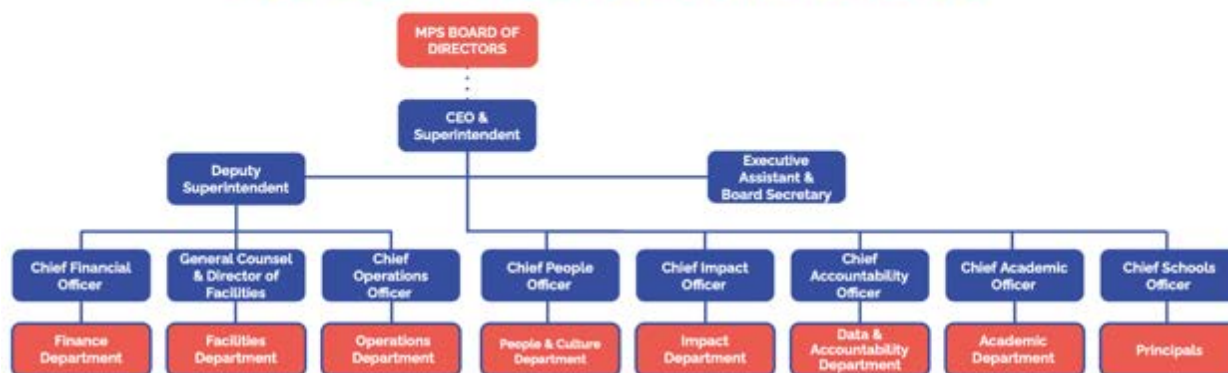 MPS BOARD OF
DIRECTORS
CEO &
Superintendent
Deputy
Superintendent
Executive
Assistant &
Board Secretary
Chief Financial
Officer
General Counsel
& Director of
Facilities
Chief
Operations
Officer
Chief People
Officer
Chief Impact
Officer
Chief
Accountability
Officer
Chief Academic
Officer
Chief Schools
Officer
Finance
Department
Facilities
Department
Operations
Department
People & Culture
Department
Impact
Department
Data &
Accountability
Department
Academic
Department
Principals